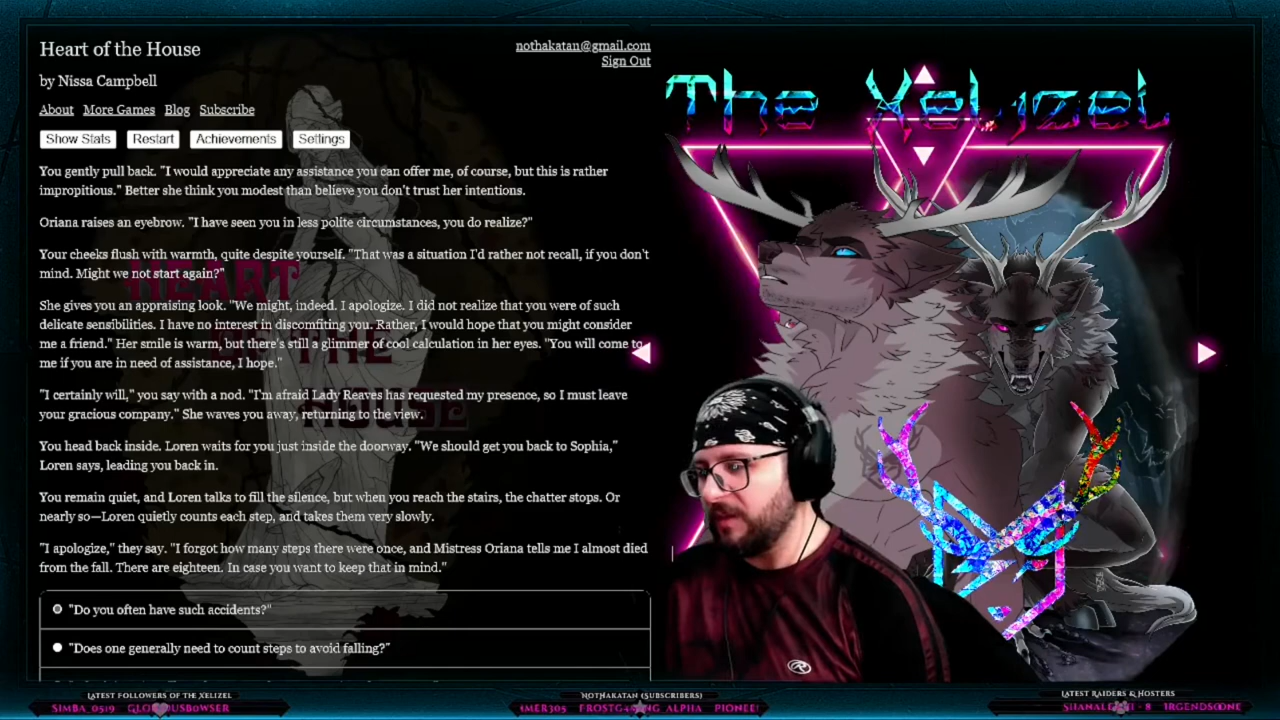 Heart of the House
nothakatan@gmail.com
Sign Out
by Nissa Campbell
About More Games Blog Subscribe
Show Stats Restart Achievements Settings
You gently pull back. "I would appreciate any assistance you can offer me, of course, but this is rather
impropitious." Better she think you modest than believe you don't trust her intentions.
Oriana raises an eyebrow. "I have seen you in less polite circumstances, you do realize?"
Your cheeks flush with warmth, quite despite yourself. "That was a situation I'd rather not recall, if you don't
mind. Might we not start again?"
She gives you an appraising look. "We might, indeed. I apologize. I did not realize that you were of such
delicate sensibilities. I have no interest in discomfiting you. Rather, I would hope that you might consider
me a friend." Her smile is warm, but there's still a glimmer of cool calculation in her eyes. "You will come to
me if you are in need of assistance, I hope."
"I certainly will," you say with a nod. "I'm afraid Lady Reaves has requested my presence, so I must leave
your gracious company." She waves you away, returning to the view.
You head back inside. Loren waits for you just inside the doorway. "We should get you back to Sophia,"
Loren says, leading you back in.
You remain quiet, and Loren talks to fill the silence, but when you reach the stairs, the chatter stops. Or
nearly so—Loren quietly counts each step, and takes them very slowly.
"I apologize," they say. "I forgot how many steps there were once, and Mistress Oriana tells me I almost died
from the fall. There are eighteen. In case you want to keep that in mind."
"Do you often have such accidents?"
"Does one generally need to count steps to avoid falling?"
HEART
OF THE
HOUSE
The Xelizel
Latest Followers of The Xelizel
Simba_0519
NotHakatan (Subscribers)
Latest Raiders & Hosters